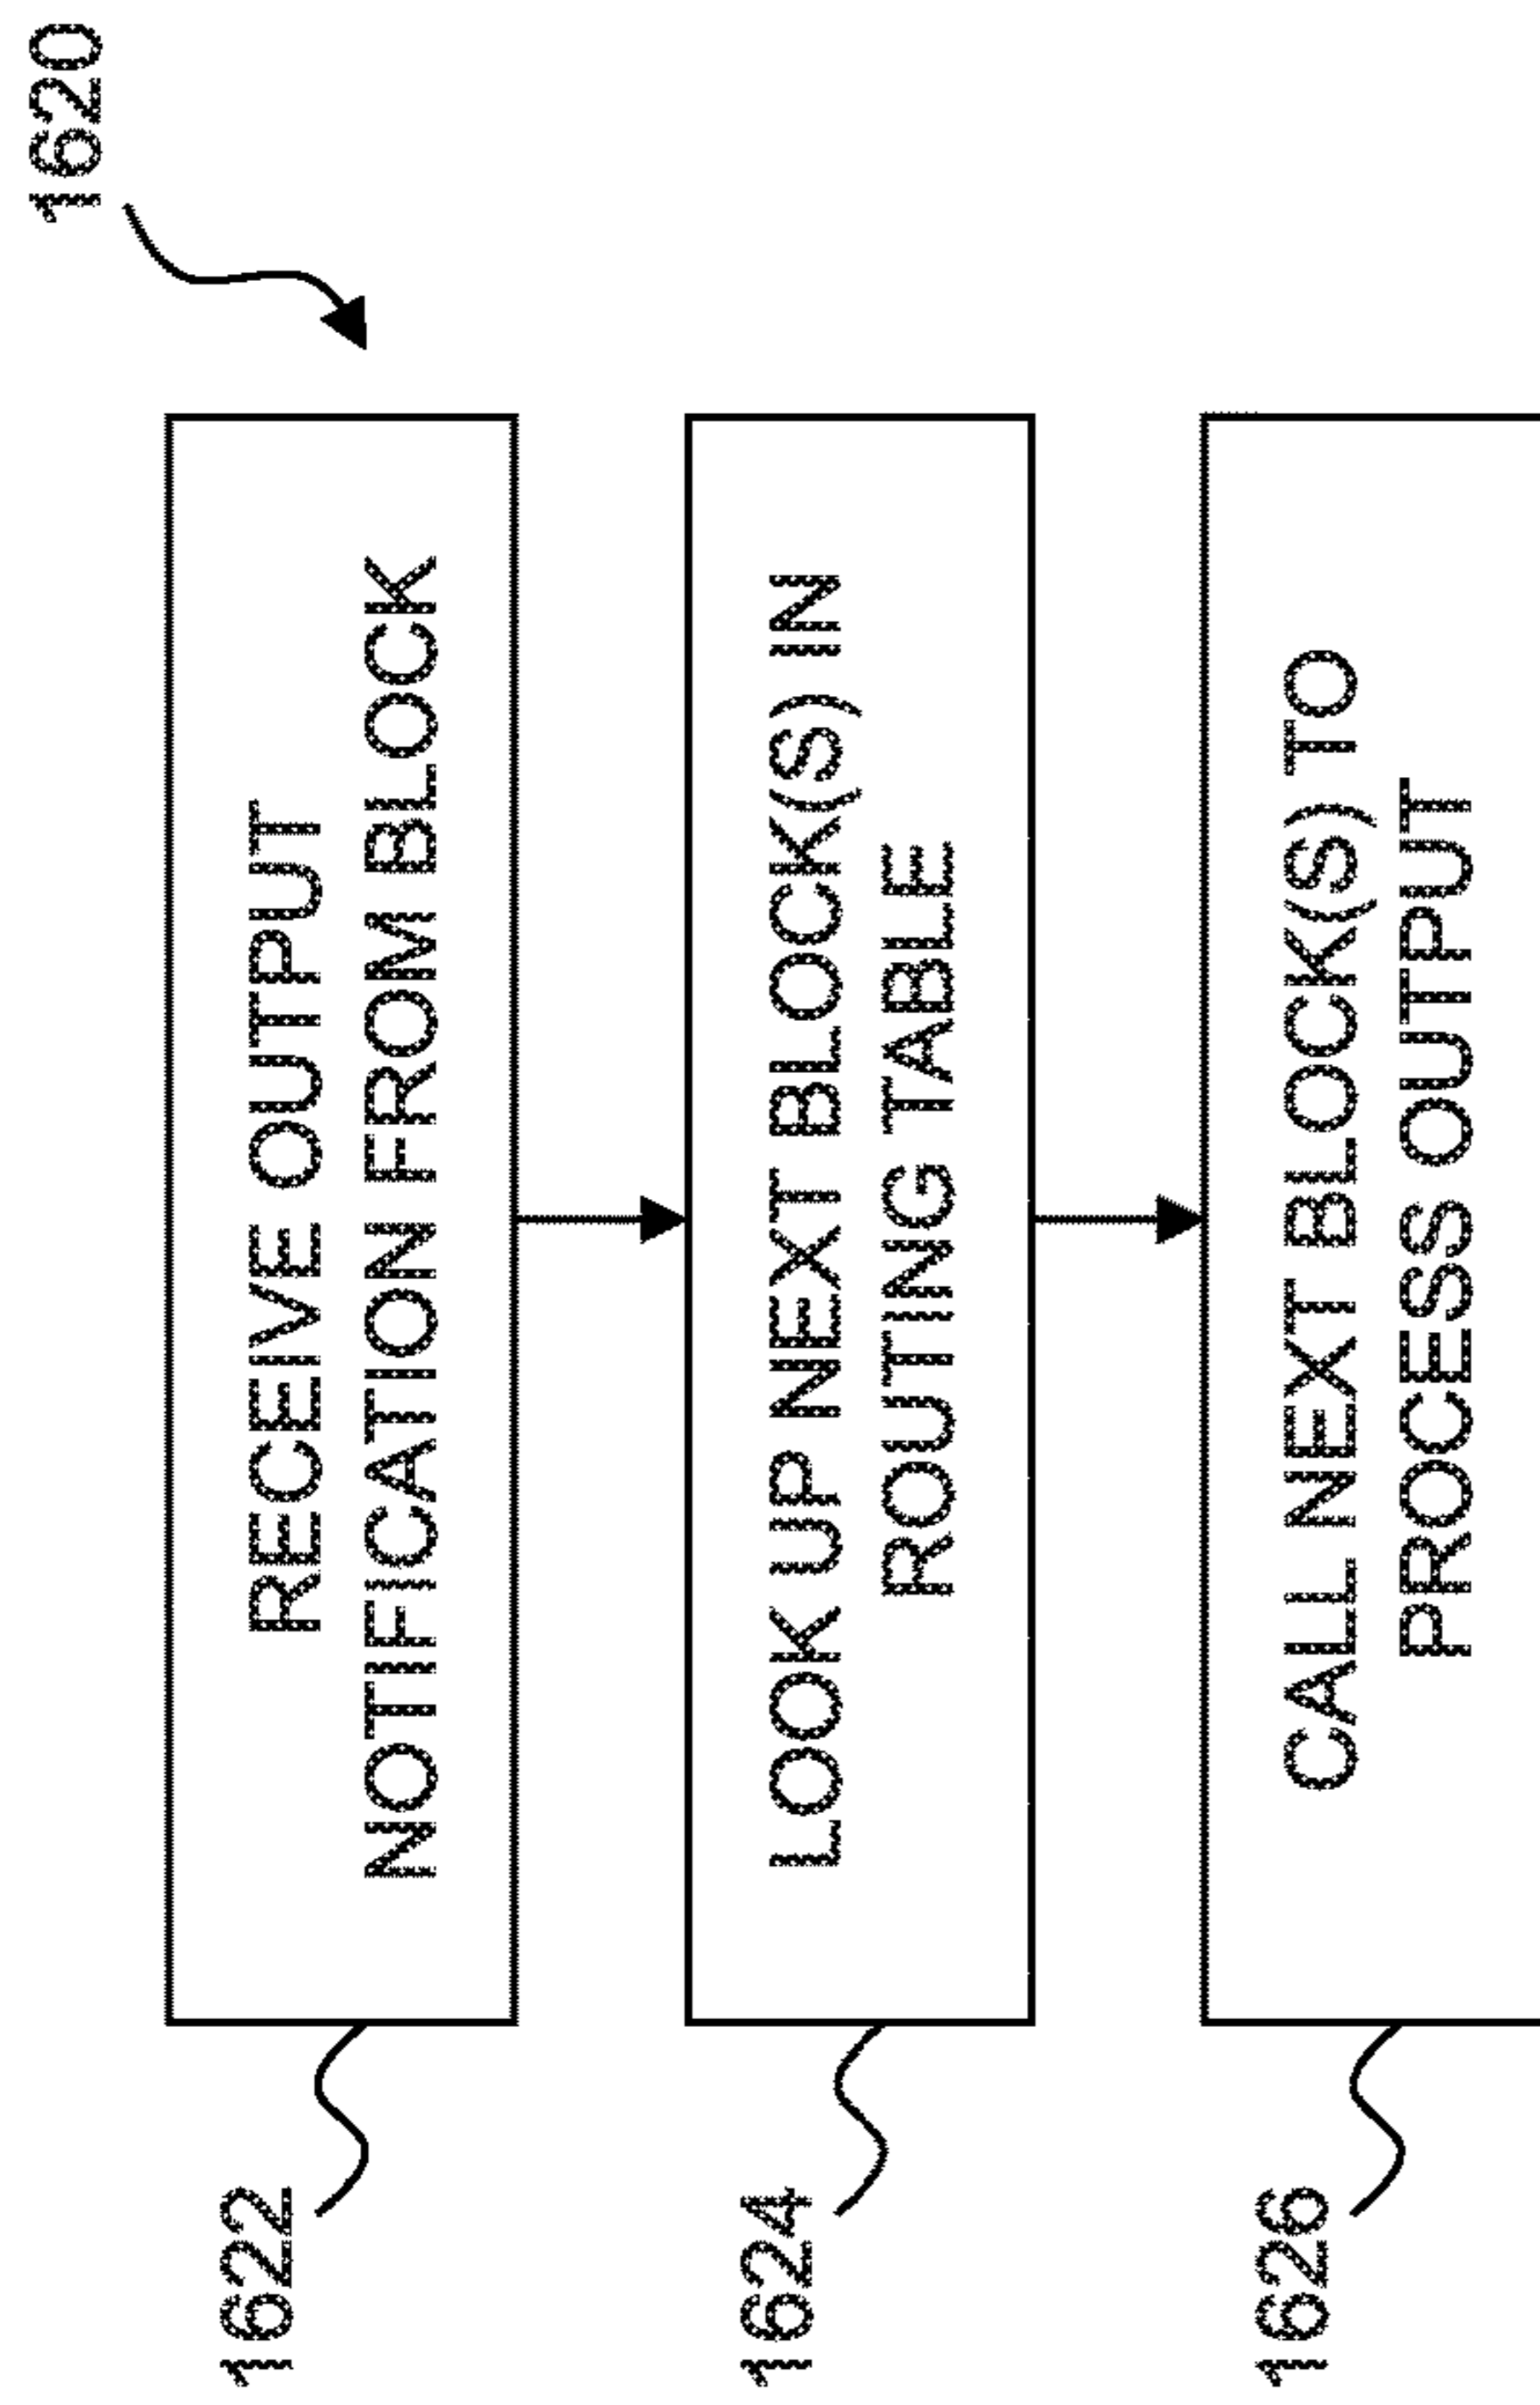 1620
1622
RECEIVE OUTPUT
NOTIFICATION FROM BLOCK
1624
LOOK UP NEXT BLOCK(S) IN
ROUTING TABLE
1626
CALL NEXT BLOCK(S) TO
PROCESS OUTPUT